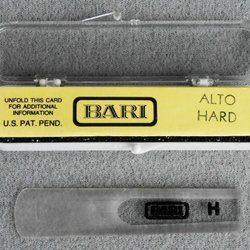 UNFOLD THIS CARD
FOR ADDITIONAL
INFORMATION
U.S. PAT. PEND.
BARI
ALTO
HARD
BARI H